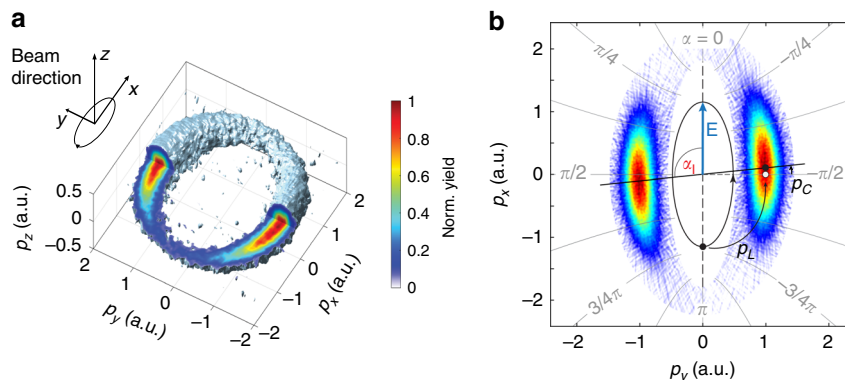 a
Beam
direction
z
x
y
p_z (a.u.)
0.5
0
−0.5
2
1
0
−1
−2
p_y (a.u.)
2
1
0
−1
−2
p_x (a.u.)
1
0.8
0.6
0.4
0.2
0
Norm. yield
b
2
1
0
−1
−2
p_x (a.u.)
−2
−1
0
1
2
p_y (a.u.)
α = 0
π/4
−π/4
π/2
−π/2
3/4π
−3/4π
π
E
α_I
p_C
p_L